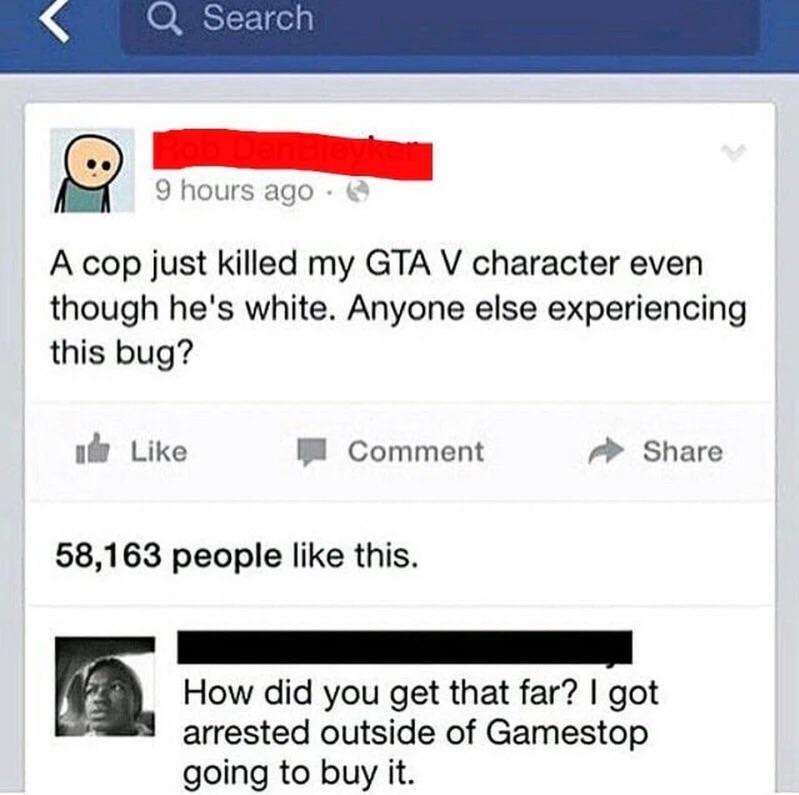 Search
9 hours ago ·
A cop just killed my GTA V character even
though he's white. Anyone else experiencing
this bug?
Like Comment Share
58,163 people like this.
How did you get that far? I got
arrested outside of Gamestop
going to buy it.